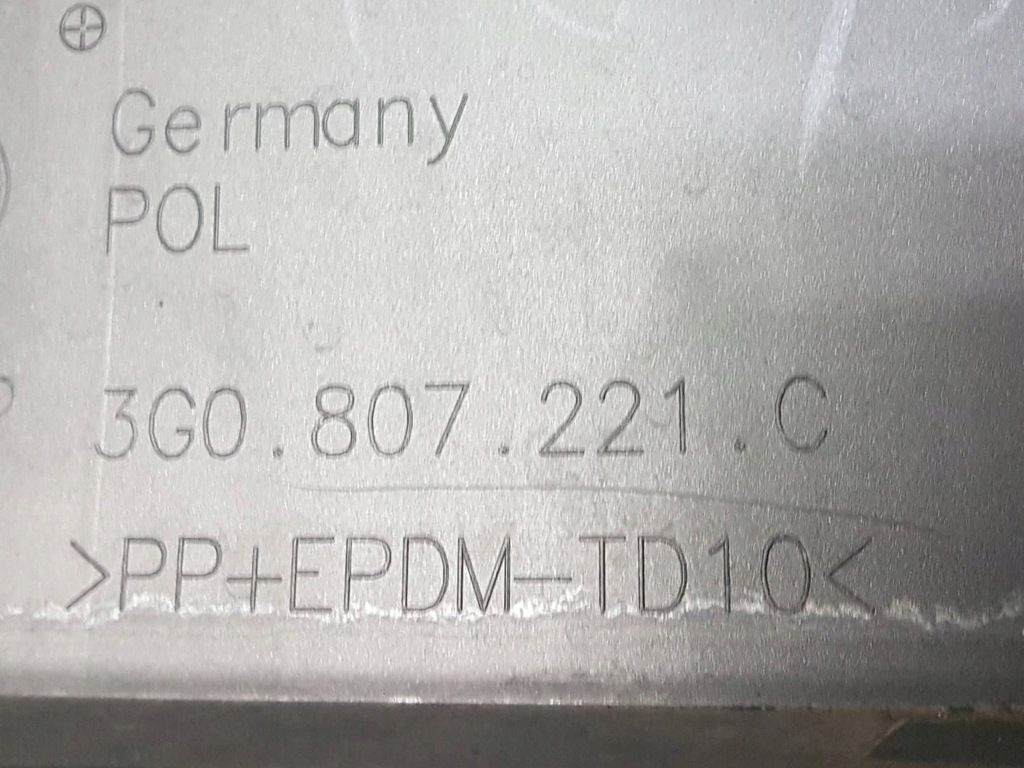 Germany
POL
3G0.807.221.C
>PP+EPDM-TD10<